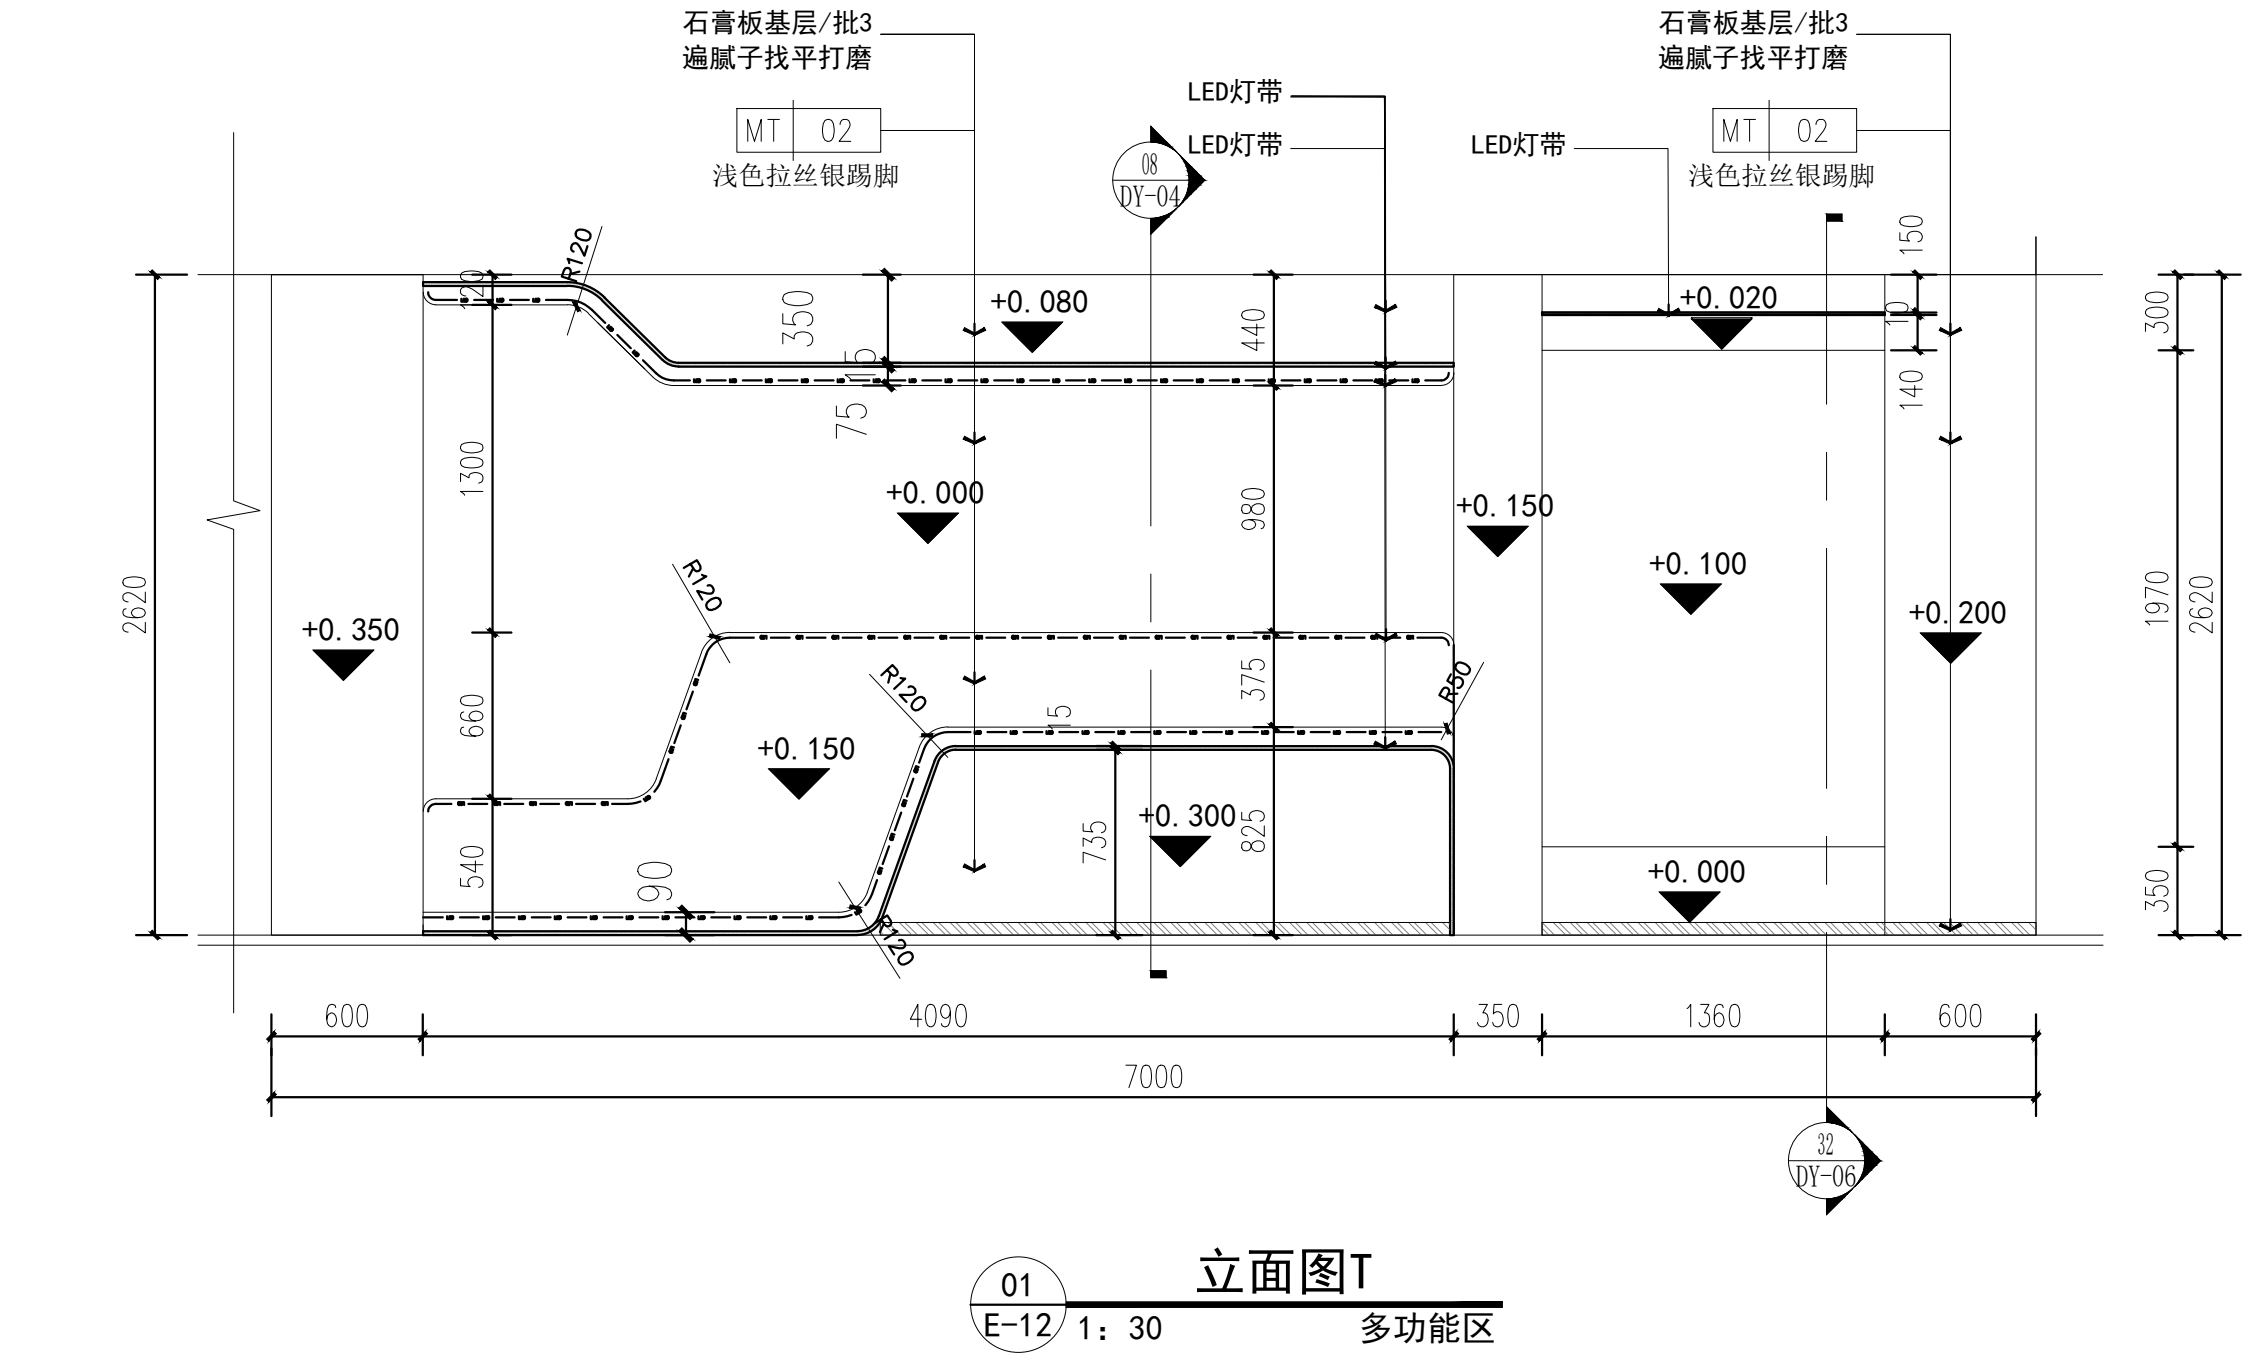 石膏板基层/批3
遍腻子找平打磨
MT 02
浅色拉丝银踢脚
08
DY-04
LED灯带
LED灯带
LED灯带
石膏板基层/批3
遍腻子找平打磨
MT 02
浅色拉丝银踢脚
150
R120
120
350
+0.080
440
+0.020
10
300
15
75
140
1300
+0.000
980
+0.150
+0.100
2620
R120
1970
2620
+0.350
+0.200
660
R120
375
R50
15
+0.150
+0.300
735
825
540
90
+0.000
350
R120
600
4090
350
1360
600
7000
32
DY-06
01
E-12
立面图T
1: 30
多功能区